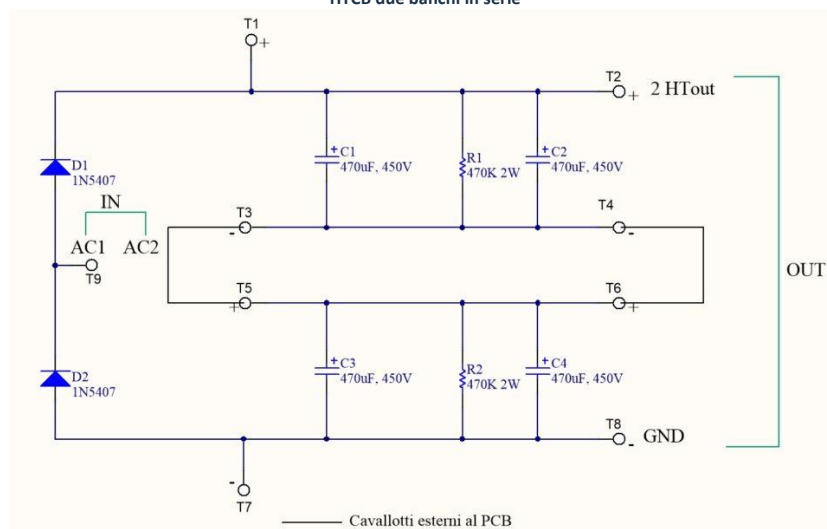 HTCB due banchi in serie
T1
+
T2
+ 2 HTout
D1
1N5407
+ C1
470uF, 450V
R1
470K 2W
+ C2
470uF, 450V
IN
T3
-
T4
-
AC1 AC2
T9
OUT
T5
+
T6
+
D2
1N5407
+ C3
470uF, 450V
R2
470K 2W
+ C4
470uF, 450V
T8
- GND
-
T7
Cavallotti esterni al PCB